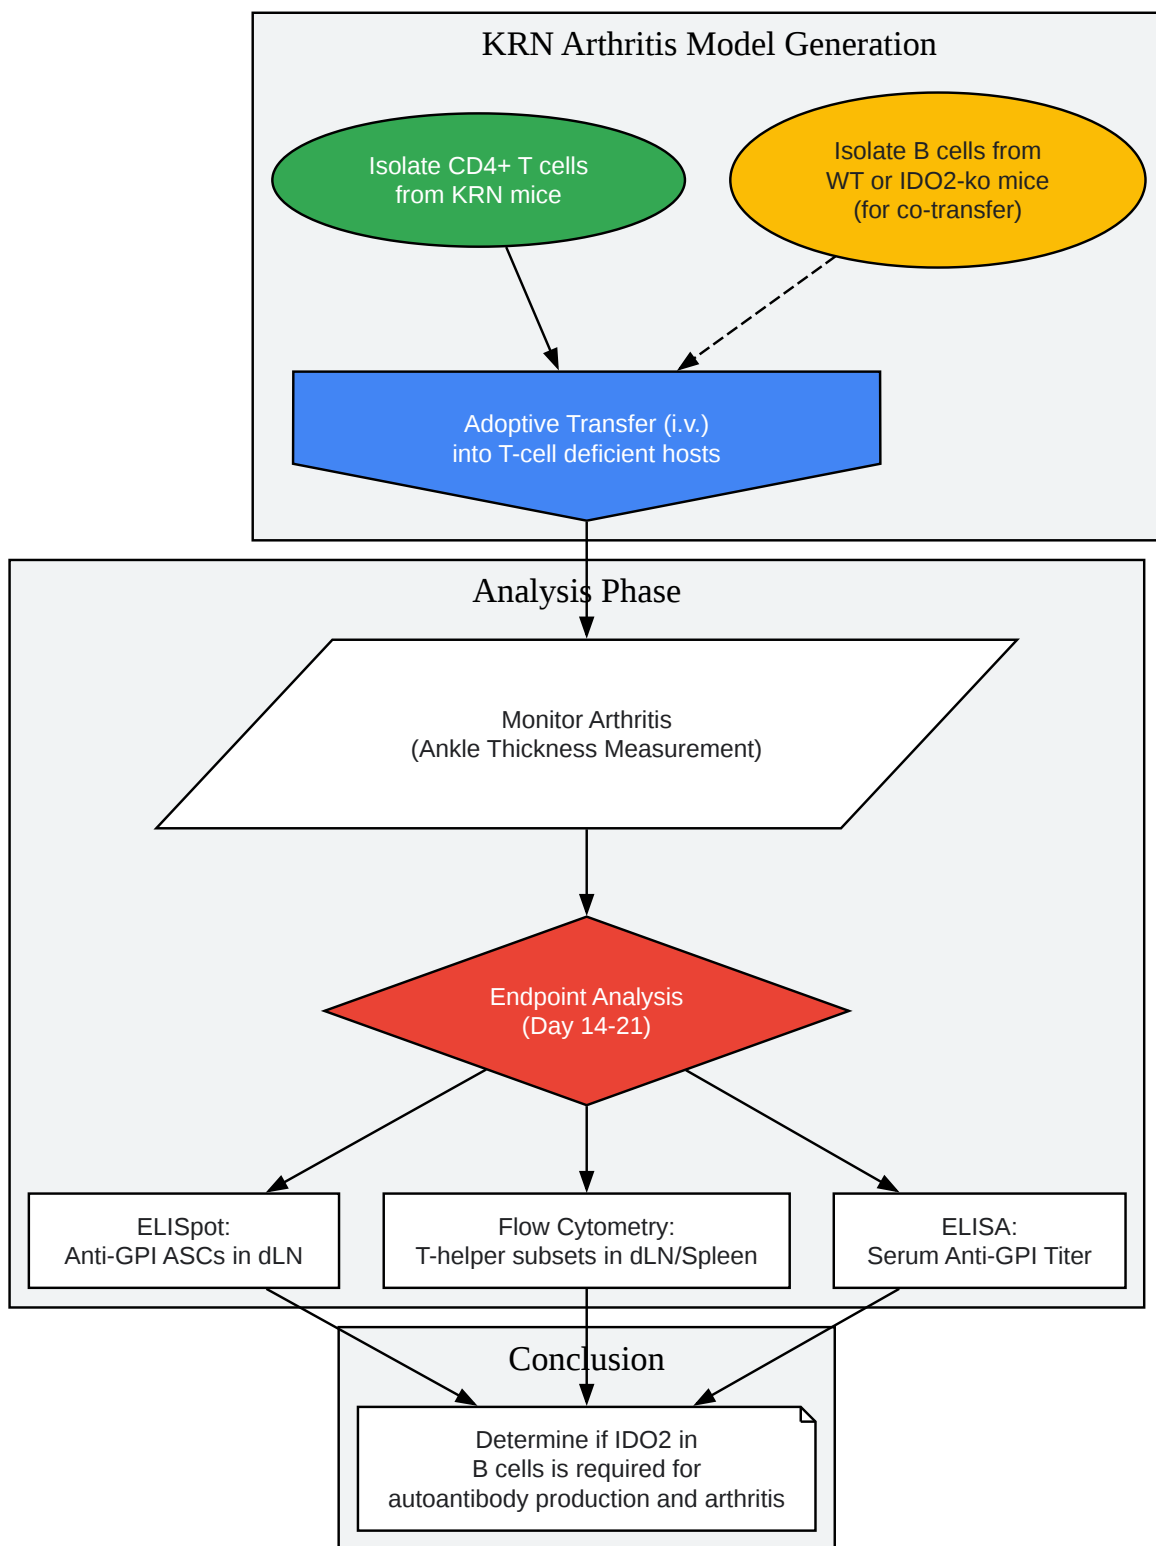 KRN Arthritis Model Generation
Isolate CD4+ T cells
from KRN mice
Isolate B cells from
WT or IDO2-ko mice
(for co-transfer)
Adoptive Transfer (i.v.)
into T-cell deficient hosts
Analysis Phase
Monitor Arthritis
(Ankle Thickness Measurement)
Endpoint Analysis
(Day 14-21)
ELISpot:
Anti-GPI ASCs in dLN
Flow Cytometry:
T-helper subsets in dLN/Spleen
ELISA:
Serum Anti-GPI Titer
Conclusion
Determine if IDO2 in
B cells is required for
autoantibody production and arthritis